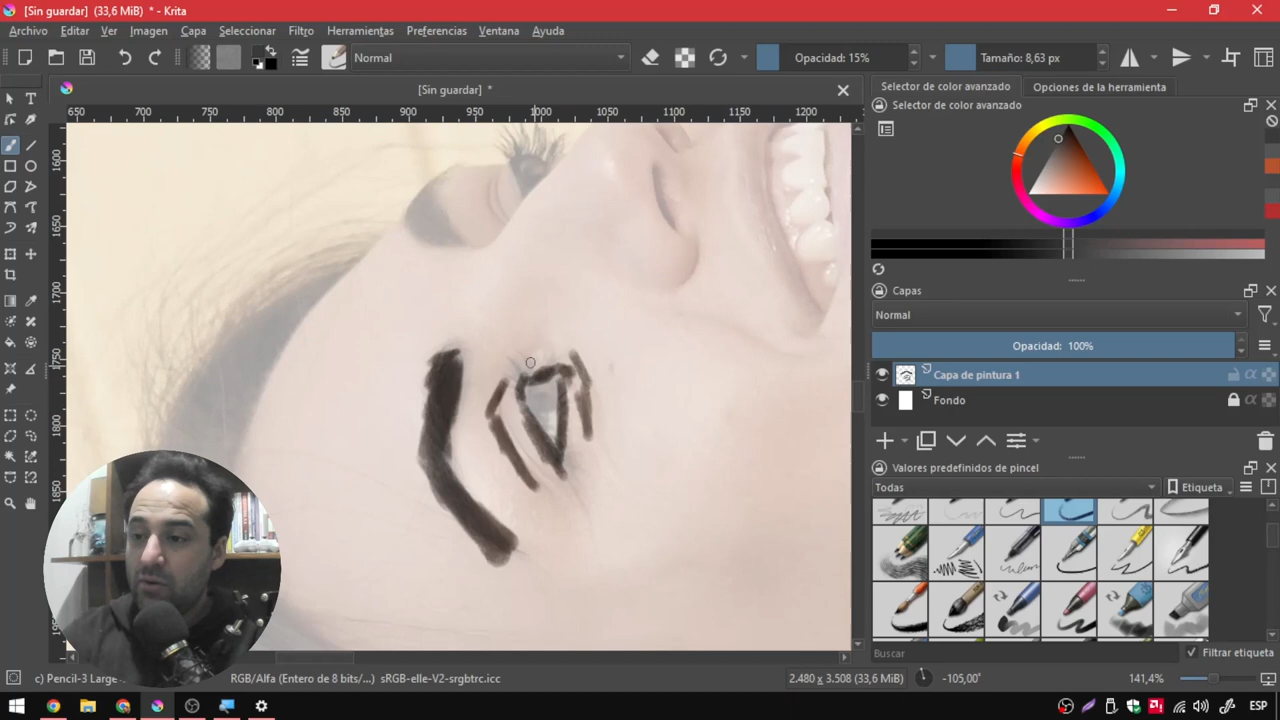 [Sin guardar] (33,6 MiB) * - Krita
Archivo Editar Ver Imagen Capa Seleccionar Filtro Herramientas Preferencias Ventana Ayuda
Normal Opacidad: 15% Tamaño: 8,63 px
[Sin guardar] *
650 700 750 800 850 900 950 1000 1050 1100 1150 1200
1600
1650
1700
1750
1800
1850
Selector de color avanzado Opciones de la herramienta
Selector de color avanzado
Capas
Normal
Opacidad: 100%
Capa de pintura 1
Fondo
Valores predefinidos de pincel
Todas Etiqueta
Buscar Filtrar etiqueta
c) Pencil-3 Large RGB/Alfa (Entero de 8 bits/...) sRGB-elle-V2-srgbtrc.icc 2.480 x 3.508 (33,6 MiB) -105,00° 141,4%
ESP